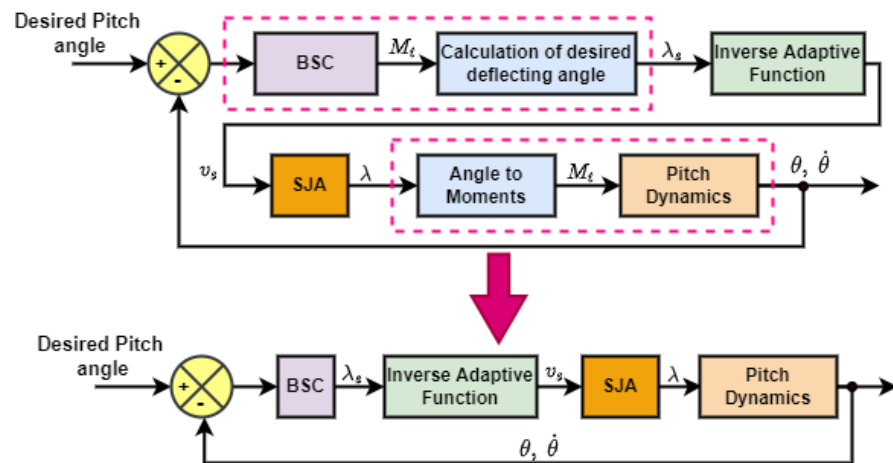 Desired Pitch
angle
+
-
BSC
M_t
Calculation of desired
deflecting angle
λ_s
Inverse Adaptive
Function
v_s
SJA
λ
Angle to
Moments
M_t
Pitch
Dynamics
θ, θ̇
Desired Pitch
angle
+
-
BSC
λ_s
Inverse Adaptive
Function
v_s
SJA
λ
Pitch
Dynamics
θ, θ̇